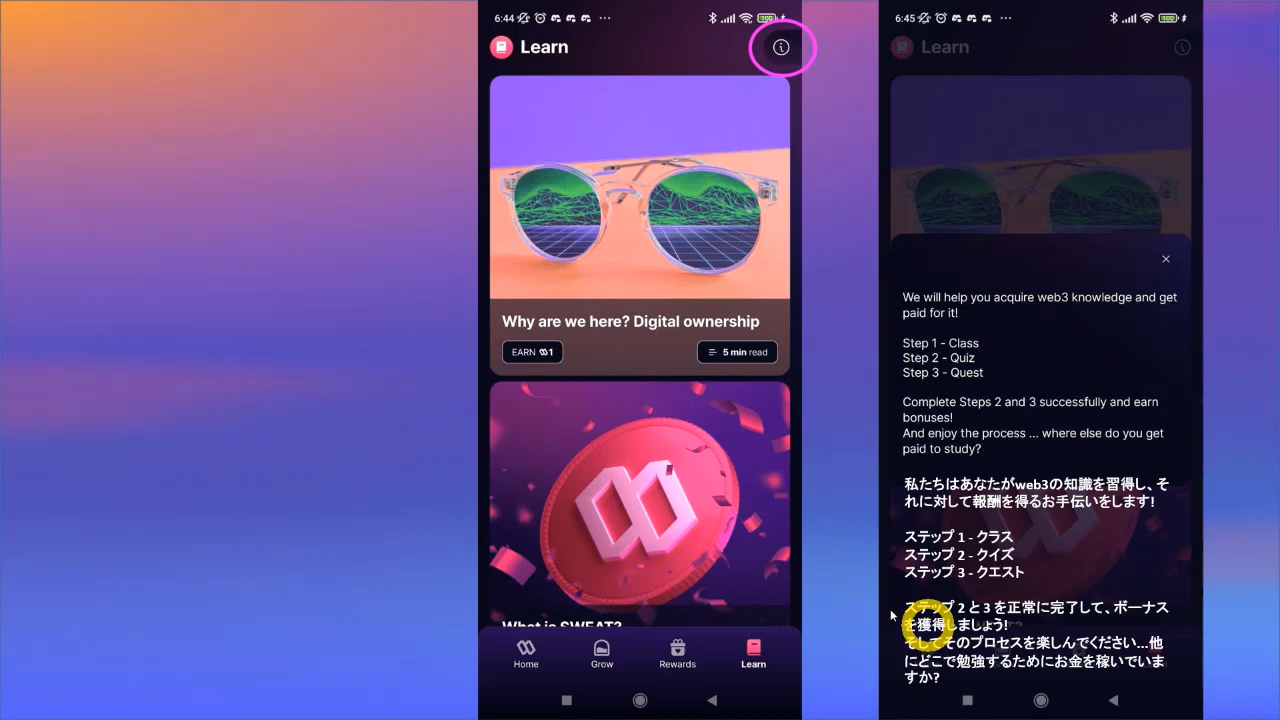 6:44
100
Learn
Why are we here? Digital ownership
EARN 1
5 min read
What is SWEAT?
Home
Grow
Rewards
Learn
6:45
100
Learn
We will help you acquire web3 knowledge and get
paid for it!
Step 1 - Class
Step 2 - Quiz
Step 3 - Quest
Complete Steps 2 and 3 successfully and earn
bonuses!
And enjoy the process ... where else do you get
paid to study?
私たちはあなたがweb3の知識を習得し、そ
れに対して報酬を得るお手伝いをします!
ステップ 1 - クラス
ステップ 2 - クイズ
ステップ 3 - クエスト
ステップ 2 と 3 を正常に完了して、ボーナス
を獲得しましょう!
そしてそのプロセスを楽しんでください...他
にどこで勉強するためにお金を稼いでいま
すか?